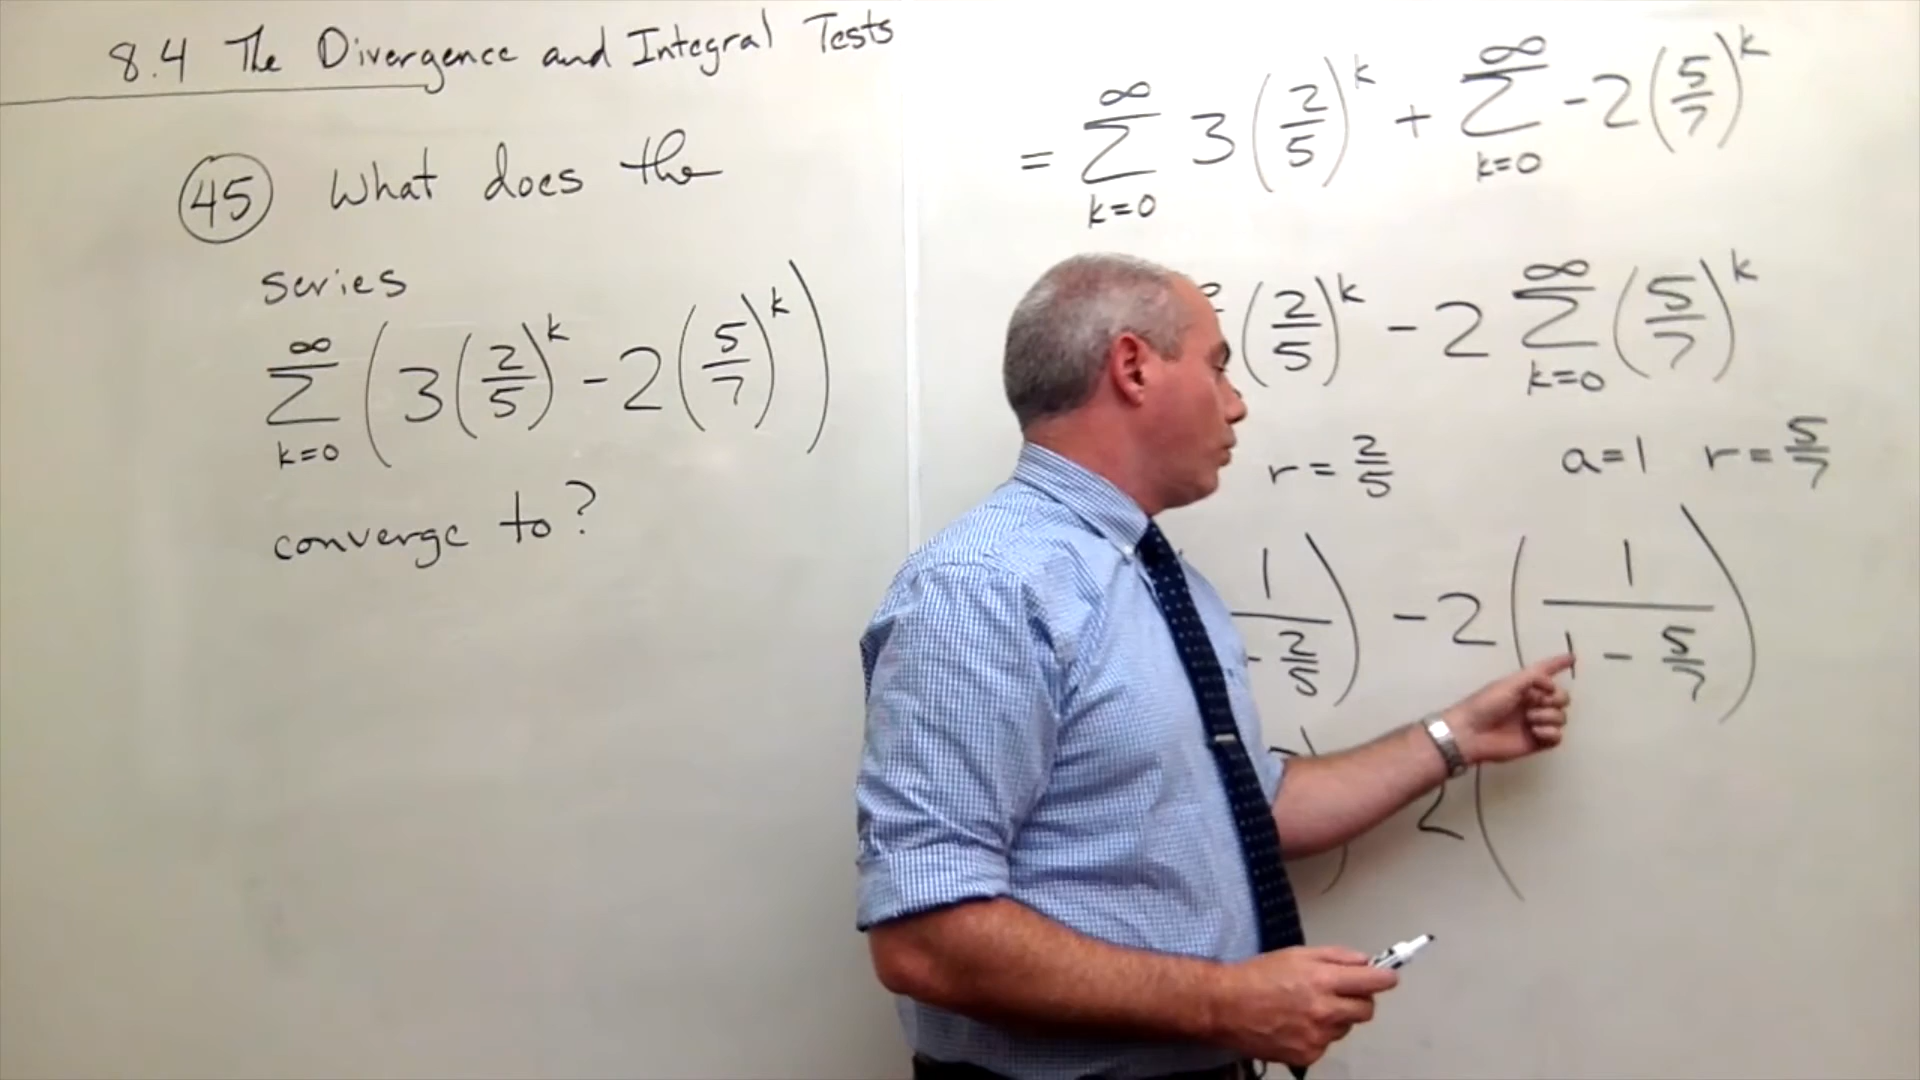 8.4 The Divergence and Integral Tests
45 What does the
series
∞ Σ k=0 (3(2/5)^k - 2(5/7)^k)
converge to?
= ∞ Σ k=0 3(2/5)^k + ∞ Σ k=0 -2(5/7)^k
(2/5)^k - 2 ∞ Σ k=0 (5/7)^k
r = 2/5 a=1 r = 5/7
1 / - 2/5) - 2(1 / 1 - 5/7)
) 2(